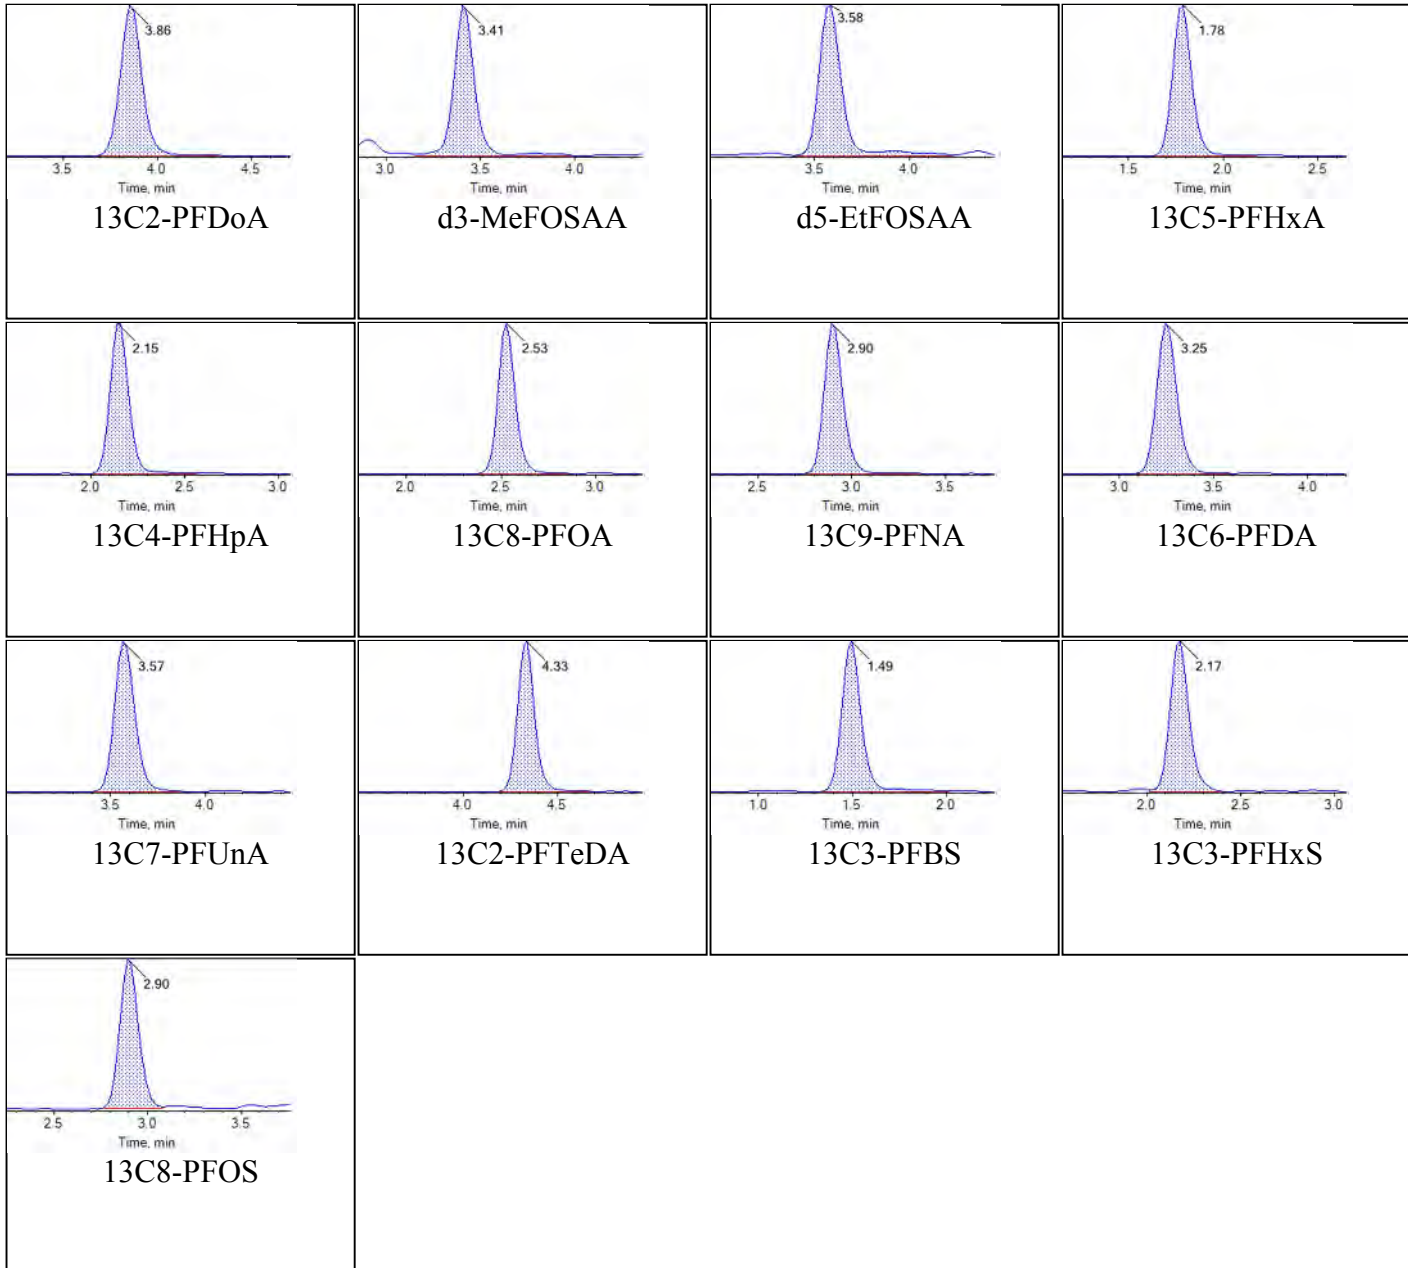 3.86
3.5 4.0 4.5
Time, min
13C2-PFDoA
3.41
3.0 3.5 4.0
Time, min
d3-MeFOSAA
3.58
3.5 4.0
Time, min
d5-EtFOSAA
1.78
1.5 2.0 2.5
Time, min
13C5-PFHxA
2.15
2.0 2.5 3.0
Time, min
13C4-PFHpA
2.53
2.0 2.5 3.0
Time, min
13C8-PFOA
2.90
2.5 3.0 3.5
Time, min
13C9-PFNA
3.25
3.0 3.5 4.0
Time, min
13C6-PFDA
3.57
3.5 4.0
Time, min
13C7-PFUnA
4.33
4.0 4.5
Time, min
13C2-PFTeDA
1.49
1.0 1.5 2.0
Time, min
13C3-PFBS
2.17
2.0 2.5 3.0
Time, min
13C3-PFHxS
2.90
2.5 3.0 3.5
Time, min
13C8-PFOS